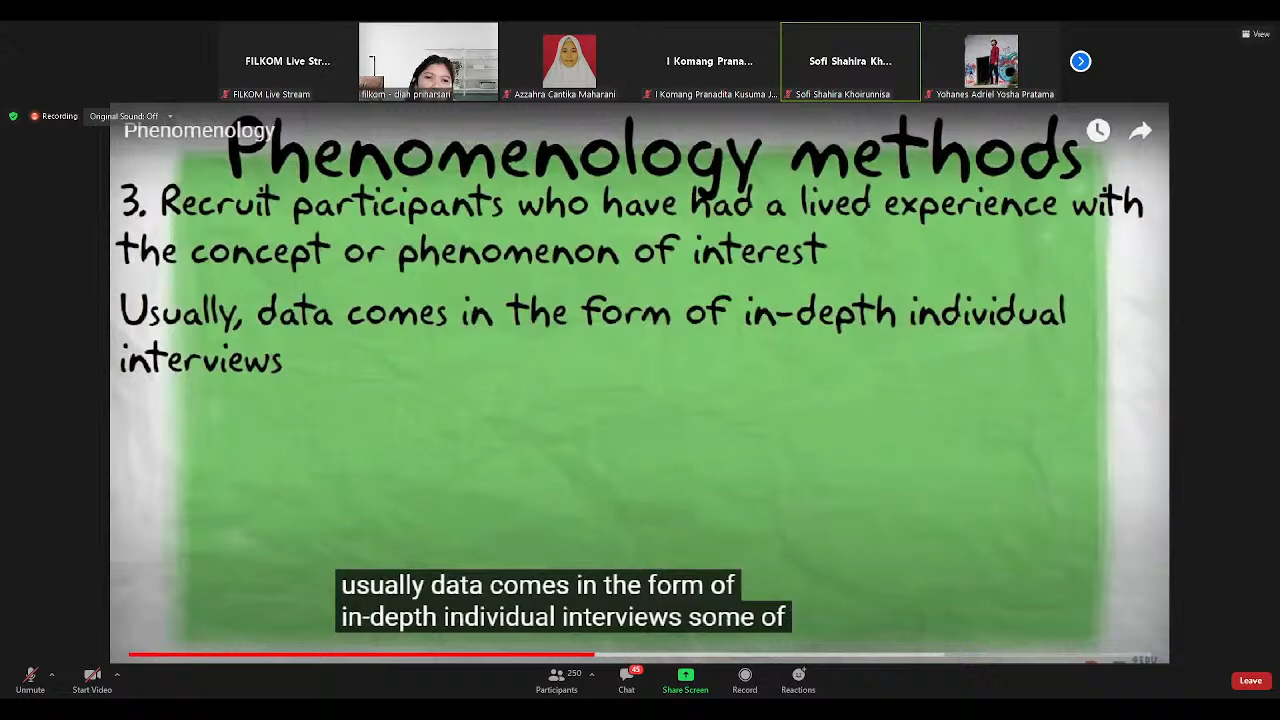 View
FILKOM Live Str...
I Komang Prana...
Sofi Shahira Kh...
FILKOM Live Stream
filkom - diah prinarsari
Azzahra Cantika Maharani
I Komang Pranadita Kusuma J...
Sofi Shahira Khoirunnisa
Yohanes Adriel Yosha Pratama
Recording
Original Sound: Off
Phenomenology
Phenomenology methods
3. Recruit participants who have had a lived experience with
the concept or phenomenon of interest
Usually, data comes in the form of in-depth individual
interviews
usually data comes in the form of
in-depth individual interviews some of
Unmute
Start Video
250
Participants
45
Chat
Share Screen
Record
Reactions
Leave